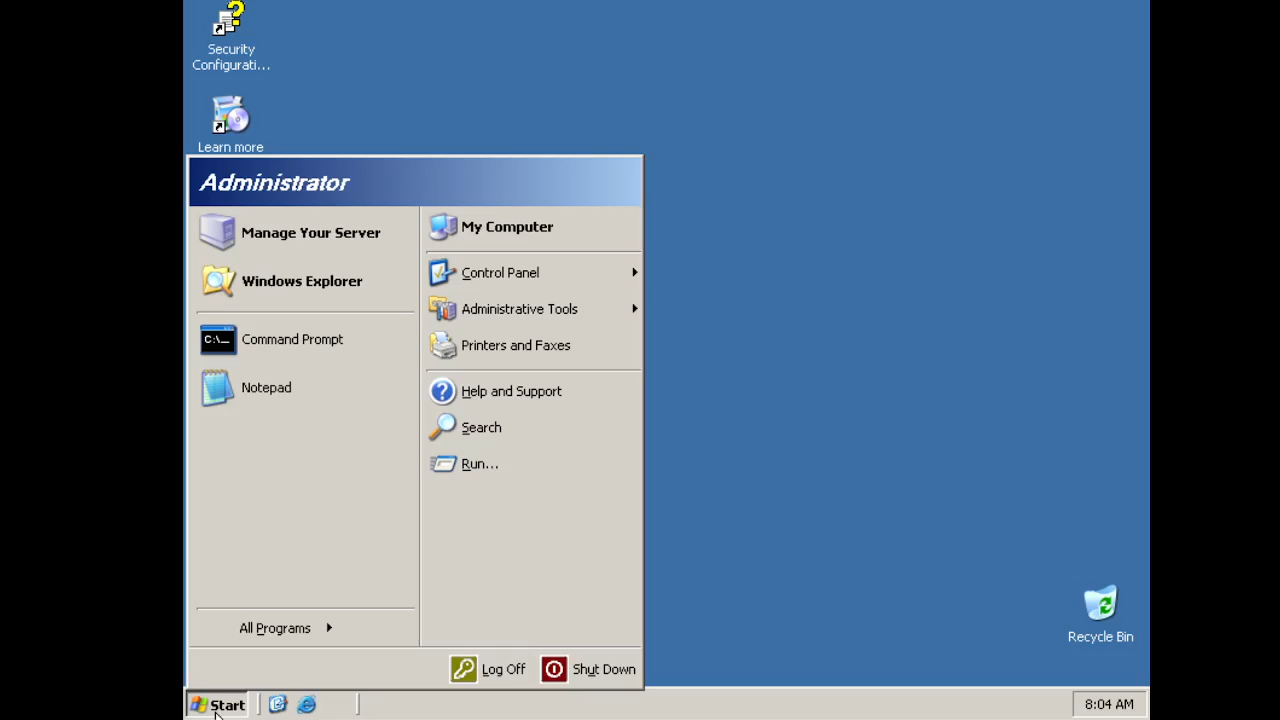 Security
Configurati...
Learn more
Administrator
Manage Your Server
Windows Explorer
Command Prompt
C:\_
Notepad
All Programs
My Computer
Control Panel
Administrative Tools
Printers and Faxes
Help and Support
Search
Run...
Log Off
Shut Down
Recycle Bin
Start
8:04 AM